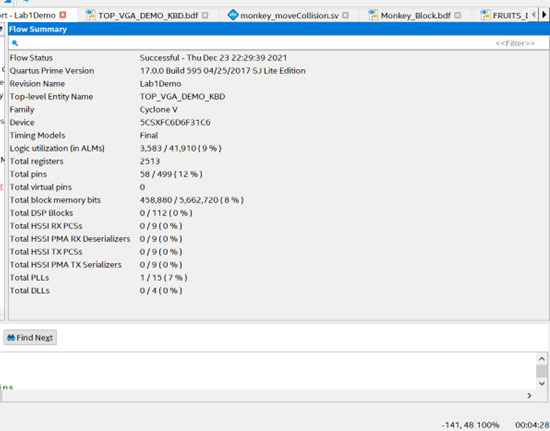 ort - Lab1Demo TOP_VGA_DEMO_KBD.bdf monkey_moveCollision.sv Monkey_Block.bdf FRUITS_
Flow Summary
<<Filter>>
Flow Status Successful - Thu Dec 23 22:29:39 2021
Quartus Prime Version 17.0.0 Build 595 04/25/2017 SJ Lite Edition
Revision Name Lab1Demo
Top-level Entity Name TOP_VGA_DEMO_KBD
Family Cyclone V
Device 5CSXFC6D6F31C6
Timing Models Final
Logic utilization (in ALMs) 3,583 / 41,910 ( 9 % )
Total registers 2513
Total pins 58 / 499 ( 12 % )
Total virtual pins 0
Total block memory bits 458,880 / 5,662,720 ( 8 % )
Total DSP Blocks 0 / 112 ( 0 % )
Total HSSI RX PCSs 0 / 9 ( 0 % )
Total HSSI PMA RX Deserializers 0 / 9 ( 0 % )
Total HSSI TX PCSs 0 / 9 ( 0 % )
Total HSSI PMA TX Serializers 0 / 9 ( 0 % )
Total PLLs 1 / 15 ( 7 % )
Total DLLs 0 / 4 ( 0 % )
Find Next
ins
-141, 48 100% 00:04:28